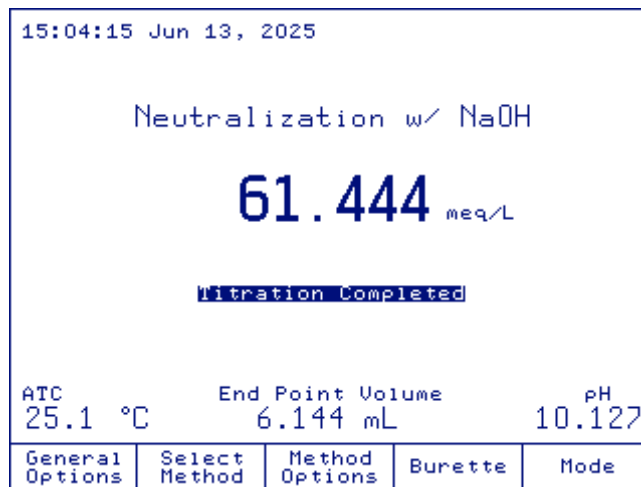 15:04:15 Jun 13, 2025
Neutralization w/ NaOH
61.444 meq/L
Titration Completed
ATC End Point Volume pH
25.1 °C 6.144 mL 10.127
General Options Select Method Method Options Burette Mode